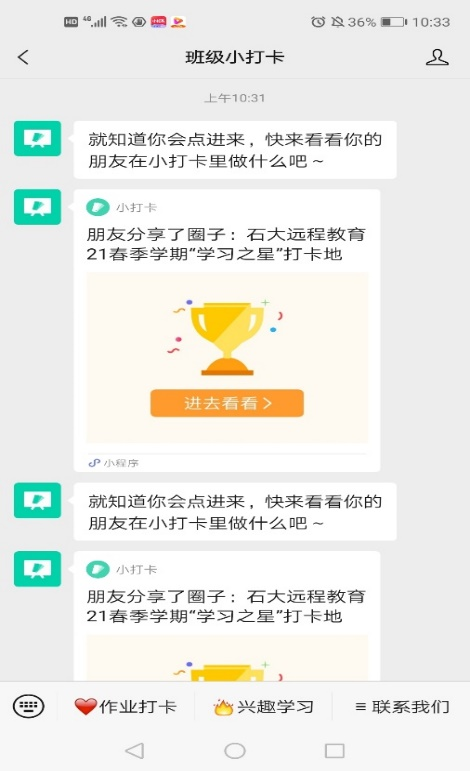 HD 4G 36% 10:33
班级小打卡
上午10:31
就知道你会点进来，快来看看你的
朋友在小打卡里做什么吧～
小打卡
朋友分享了圈子：石大远程教育
21春季学期“学习之星”打卡地
进去看看>
小程序
就知道你会点进来，快来看看你的
朋友在小打卡里做什么吧～
小打卡
朋友分享了圈子：石大远程教育
21春季学期“学习之星”打卡地
作业打卡 兴趣学习 ≡ 联系我们